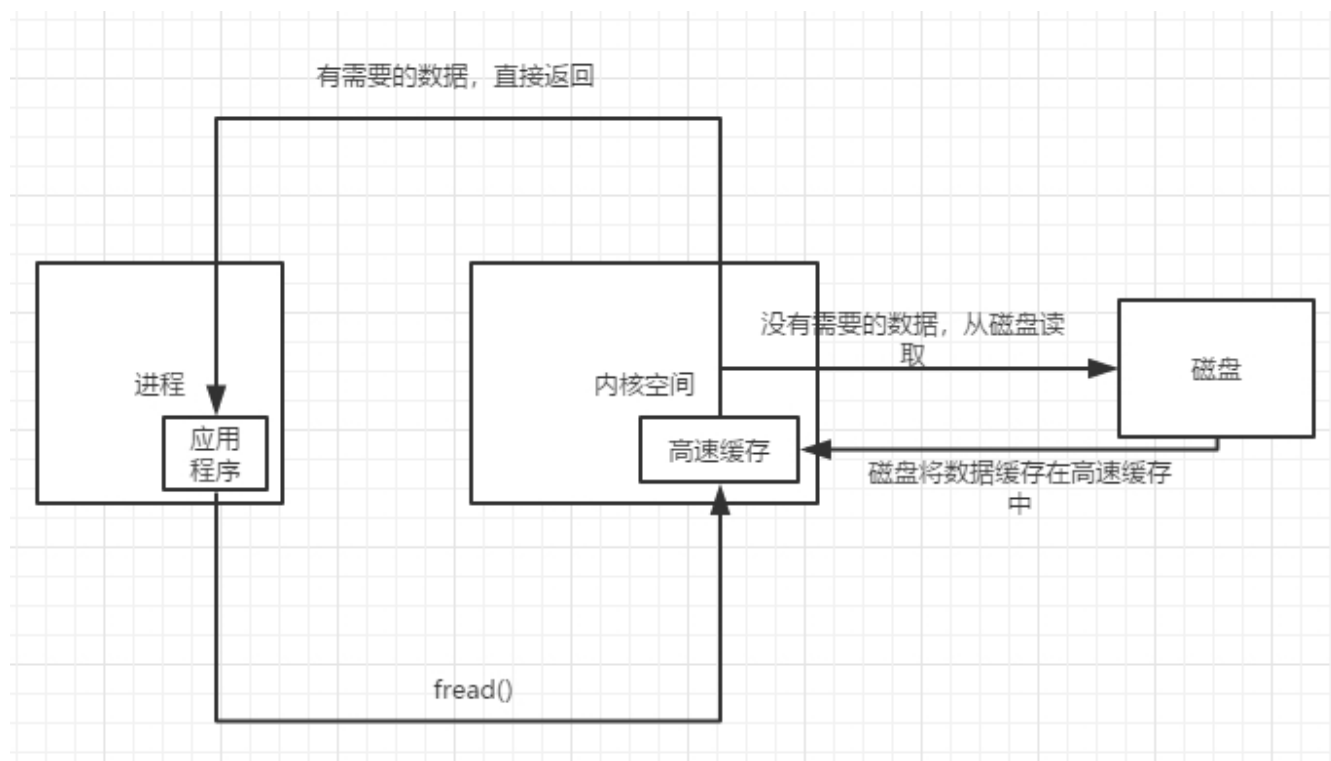 有需要的数据，直接返回
没有需要的数据，从磁盘读
取
磁盘
进程
内核空间
应用
程序
高速缓存
磁盘将数据缓存在高速缓存
中
fread()